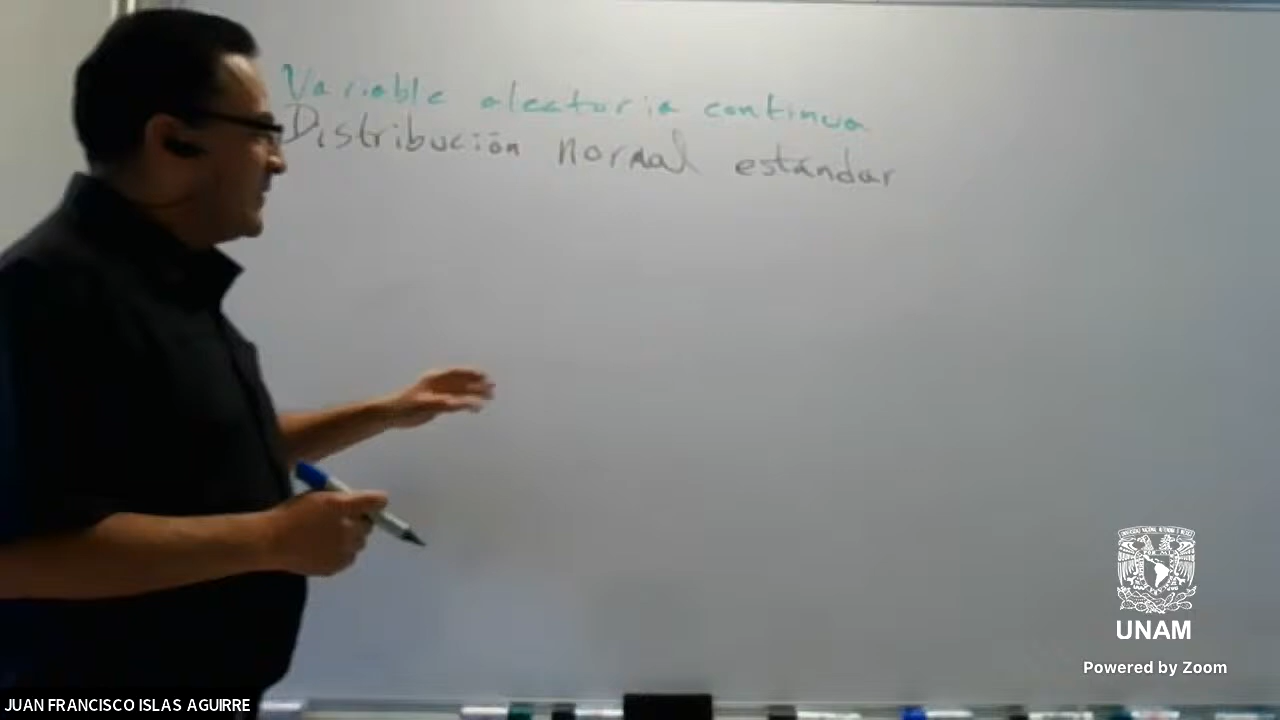 Variable aleatoria continua
Distribución normal estándar
UNAM
Powered by Zoom
JUAN FRANCISCO ISLAS AGUIRRE